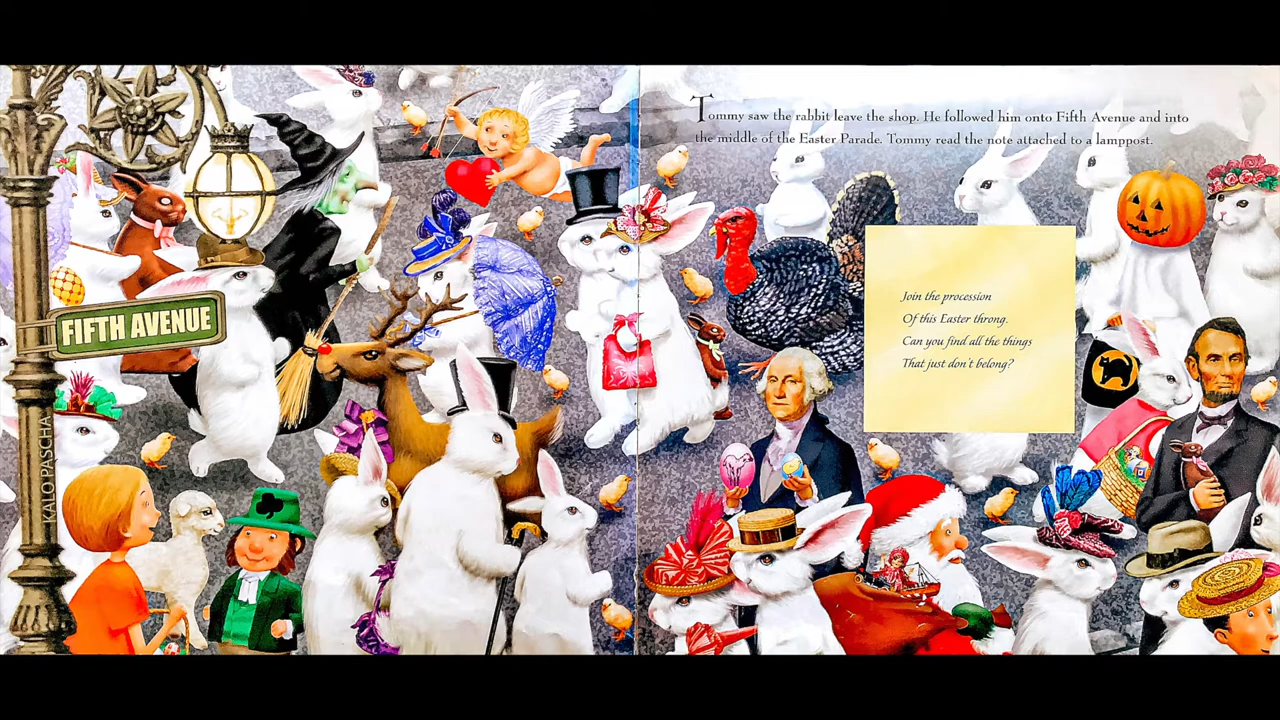 Tommy saw the rabbit leave the shop. He followed him onto Fifth Avenue and into
the middle of the Easter Parade. Tommy read the note attached to a lamppost.
FIFTH AVENUE
Join the procession
Of this Easter throng.
Can you find all the things
That just don't belong?
KALO PASCHA